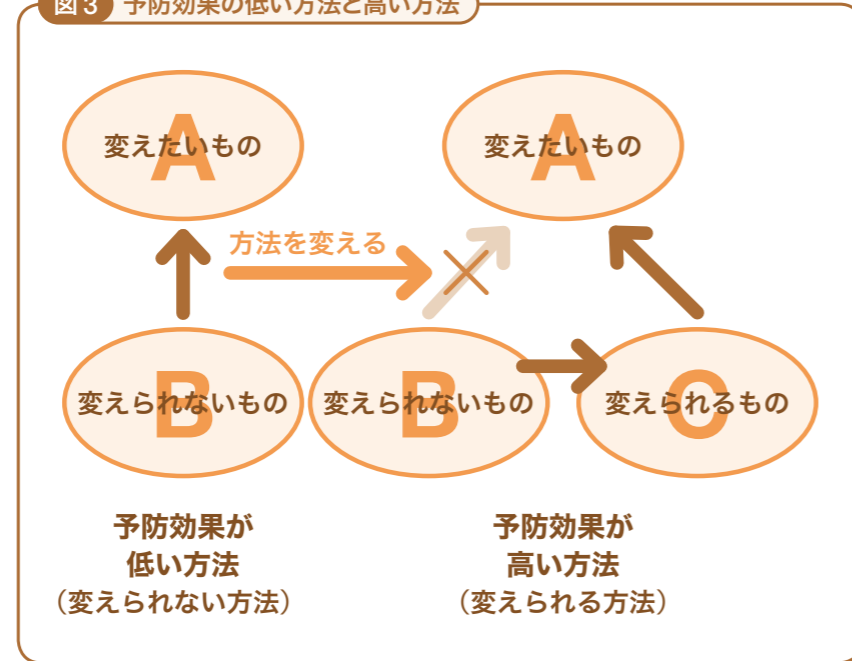 図3 予防効果の低い方法と高い方法
A
変えたいもの
A
変えたいもの
方法を変える
B
変えられないもの
B
変えられないもの
C
変えられるもの
予防効果が
低い方法
（変えられない方法）
予防効果が
高い方法
（変えられる方法）